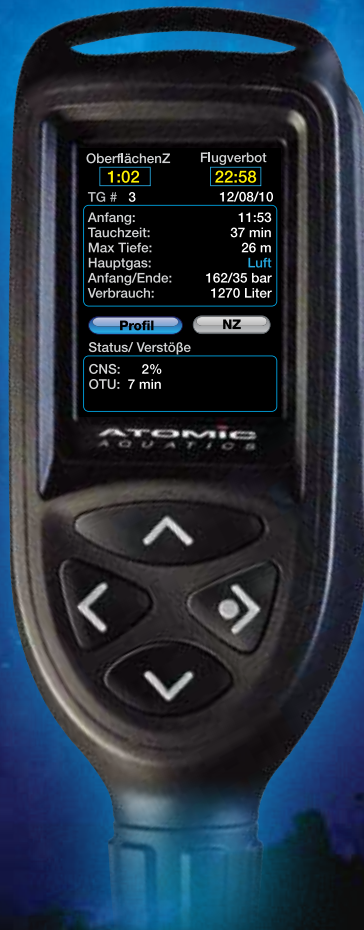 OberflächenZ Flugverbot
1:02 22:58
TG # 3 12/08/10
Anfang: 11:53
Tauchzeit: 37 min
Max Tiefe: 26 m
Hauptgas: Luft
Anfang/Ende: 162/35 bar
Verbrauch: 1270 Liter
Profil NZ
Status/ Verstöße
CNS: 2%
OTU: 7 min
ATOMIC
AQUATICS